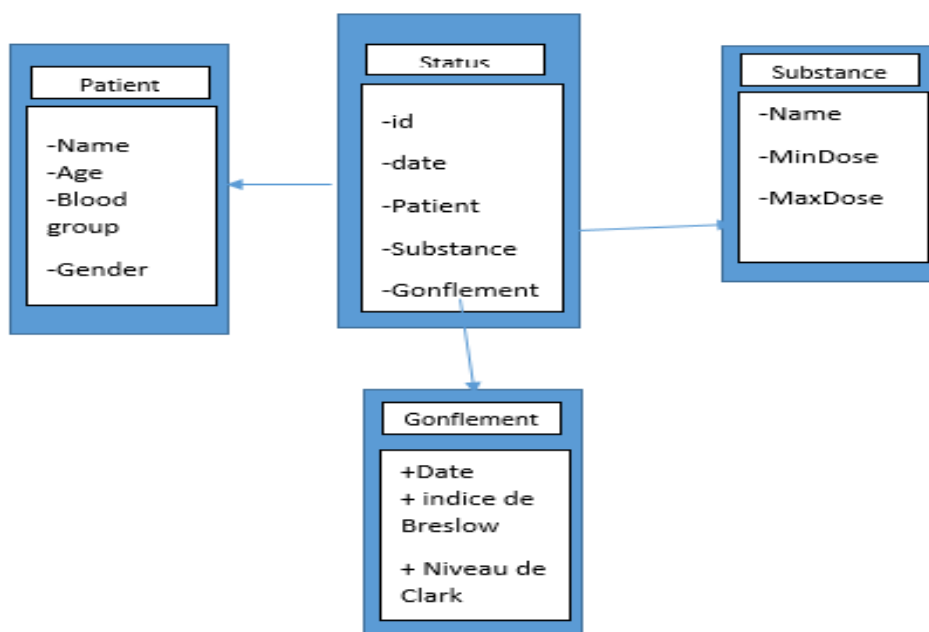 Patient
-Name
-Age
-Blood
group
-Gender
Status
-id
-date
-Patient
-Substance
-Gonflement
Substance
-Name
-MinDose
-MaxDose
Gonflement
+Date
+ indice de
Breslow
+ Niveau de
Clark